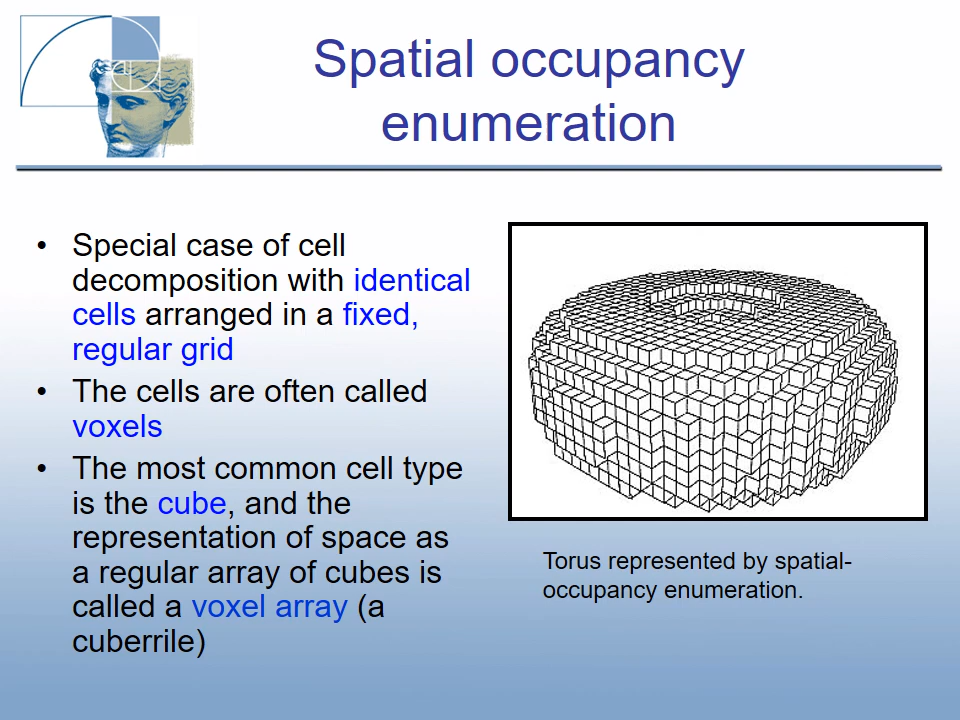 Spatial occupancy
enumeration
• Special case of cell
decomposition with identical
cells arranged in a fixed,
regular grid
• The cells are often called
voxels
• The most common cell type
is the cube, and the
representation of space as
a regular array of cubes is
called a voxel array (a
cuberrile)
Torus represented by spatial-
occupancy enumeration.